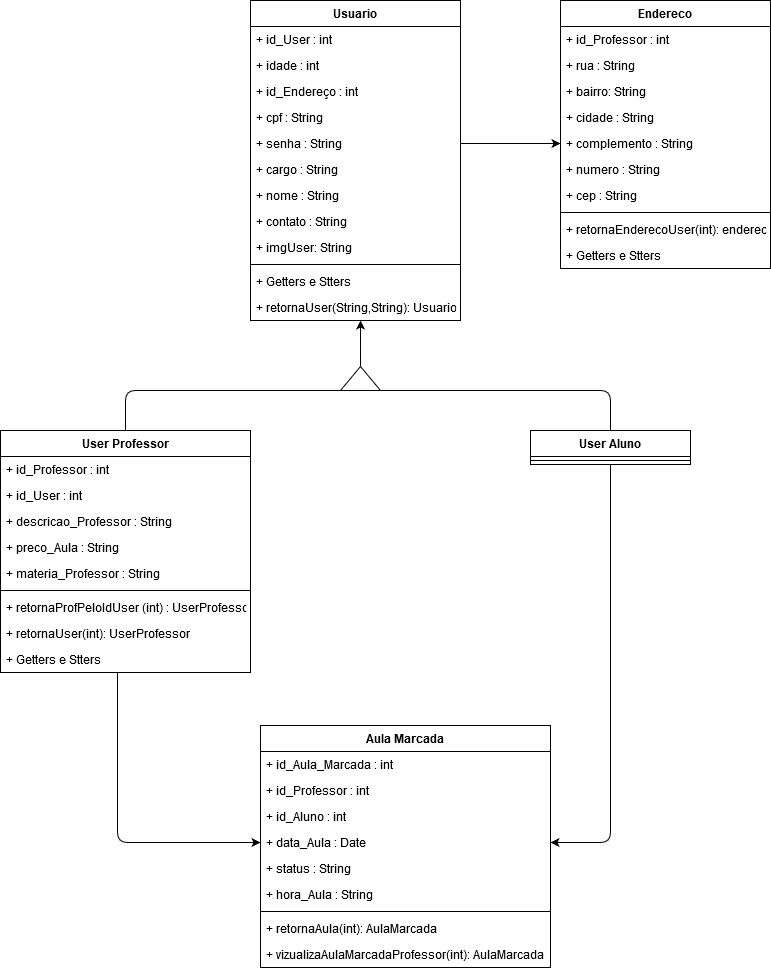 Usuario
+ id_User : int
+ idade : int
+ id_Endereço : int
+ cpf : String
+ senha : String
+ cargo : String
+ nome : String
+ contato : String
+ imgUser: String
+ Getters e Stters
+ retornaUser(String,String): Usuario
Endereco
+ id_Professor : int
+ rua : String
+ bairro: String
+ cidade : String
+ complemento : String
+ numero : String
+ cep : String
+ retornaEnderecoUser(int): enderec
+ Getters e Stters
User Professor
+ id_Professor : int
+ id_User : int
+ descricao_Professor : String
+ preco_Aula : String
+ materia_Professor : String
+ retornaProfPeloIdUser (int) : UserProfessc
+ retornaUser(int): UserProfessor
+ Getters e Stters
User Aluno
Aula Marcada
+ id_Aula_Marcada : int
+ id_Professor : int
+ id_Aluno : int
+ data_Aula : Date
+ status : String
+ hora_Aula : String
+ retornaAula(int): AulaMarcada
+ vizualizaAulaMarcadaProfessor(int): AulaMarcada